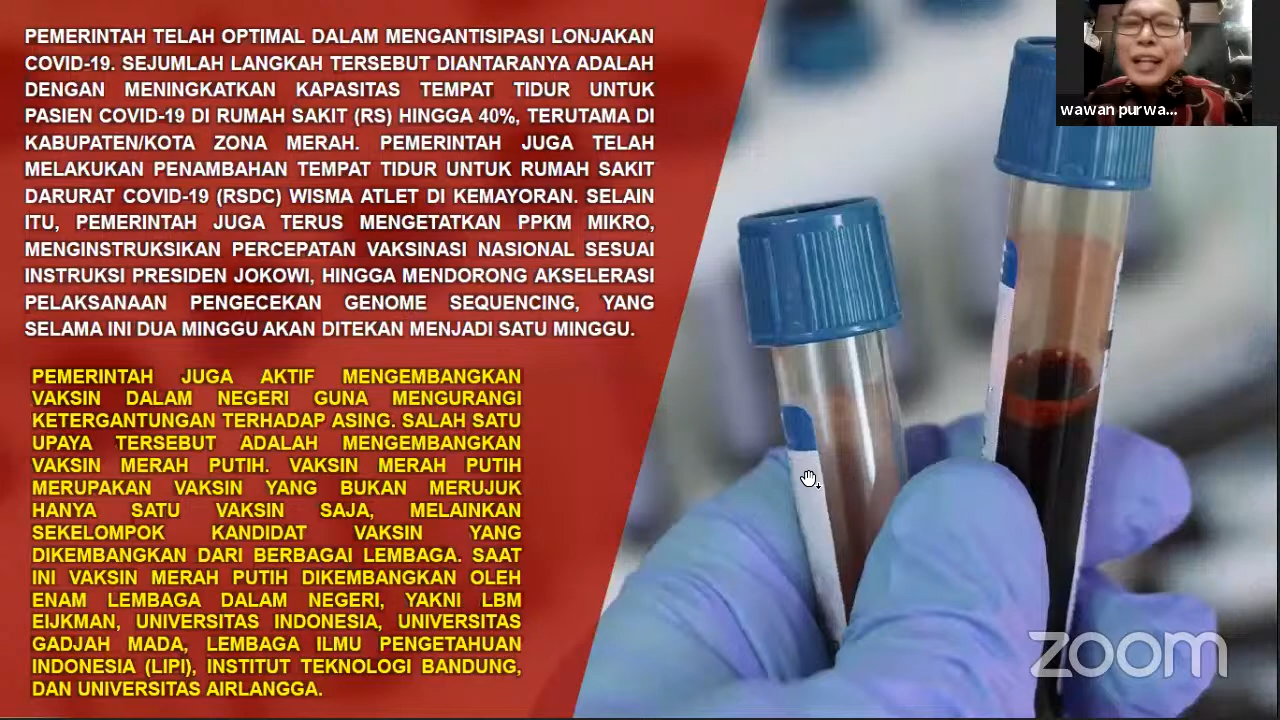 PEMERINTAH TELAH OPTIMAL DALAM MENGANTISIPASI LONJAKAN
COVID-19. SEJUMLAH LANGKAH TERSEBUT DIANTARANYA ADALAH
DENGAN MENINGKATKAN KAPASITAS TEMPAT TIDUR UNTUK
PASIEN COVID-19 DI RUMAH SAKIT (RS) HINGGA 40%, TERUTAMA DI
KABUPATEN/KOTA ZONA MERAH. PEMERINTAH JUGA TELAH
MELAKUKAN PENAMBAHAN TEMPAT TIDUR UNTUK RUMAH SAKIT
DARURAT COVID-19 (RSDC) WISMA ATLET DI KEMAYORAN. SELAIN
ITU, PEMERINTAH JUGA TERUS MENGETATKAN PPKM MIKRO,
MENGINSTRUKSIKAN PERCEPATAN VAKSINASI NASIONAL SESUAI
INSTRUKSI PRESIDEN JOKOWI, HINGGA MENDORONG AKSELERASI
PELAKSANAAN PENGECEKAN GENOME SEQUENCING, YANG
SELAMA INI DUA MINGGU AKAN DITEKAN MENJADI SATU MINGGU.
PEMERINTAH JUGA AKTIF MENGEMBANGKAN
VAKSIN DALAM NEGERI GUNA MENGURANGI
KETERGANTUNGAN TERHADAP ASING. SALAH SATU
UPAYA TERSEBUT ADALAH MENGEMBANGKAN
VAKSIN MERAH PUTIH. VAKSIN MERAH PUTIH
MERUPAKAN VAKSIN YANG BUKAN MERUJUK
HANYA SATU VAKSIN SAJA, MELAINKAN
SEKELOMPOK KANDIDAT VAKSIN YANG
DIKEMBANGKAN DARI BERBAGAI LEMBAGA. SAAT
INI VAKSIN MERAH PUTIH DIKEMBANGKAN OLEH
ENAM LEMBAGA DALAM NEGERI, YAKNI LBM
EIJKMAN, UNIVERSITAS INDONESIA, UNIVERSITAS
GADJAH MADA, LEMBAGA ILMU PENGETAHUAN
INDONESIA (LIPI), INSTITUT TEKNOLOGI BANDUNG,
DAN UNIVERSITAS AIRLANGGA.
wawan purwa...
zoom